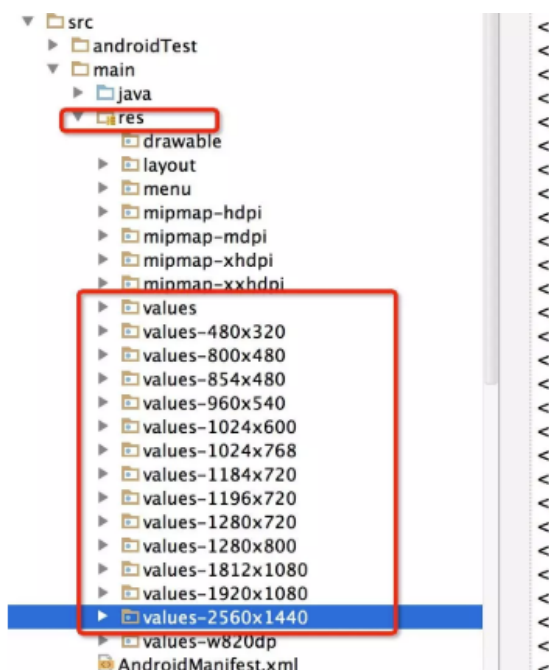 src
androidTest
main
java
res
drawable
layout
menu
mipmap-hdpi
mipmap-mdpi
mipmap-xhdpi
mipmap-xxhdpi
values
values-480x320
values-800x480
values-854x480
values-960x540
values-1024x600
values-1024x768
values-1184x720
values-1196x720
values-1280x720
values-1280x800
values-1812x1080
values-1920x1080
values-2560x1440
values-w820dp
AndroidManifest.xml